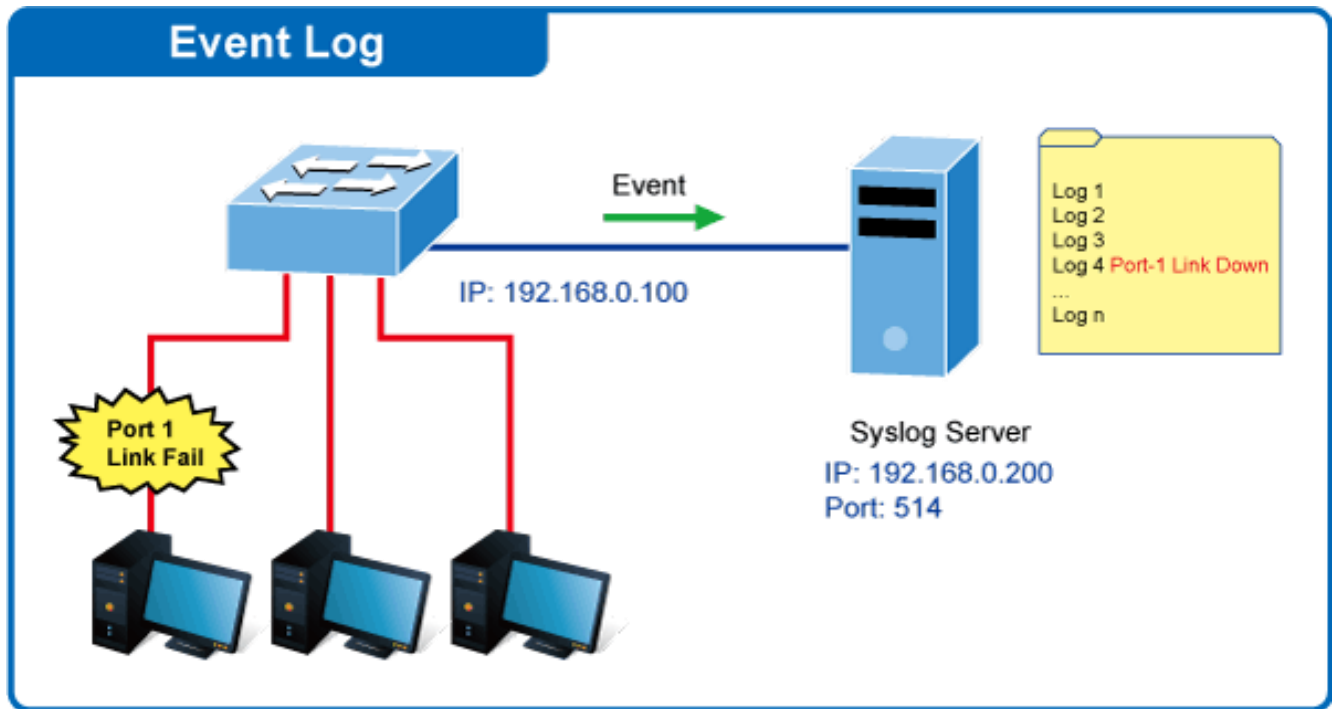 Event Log
Event
IP: 192.168.0.100
Log 1
Log 2
Log 3
Log 4 Port-1 Link Down
...
Log n
Port 1
Link Fail
Syslog Server
IP: 192.168.0.200
Port: 514